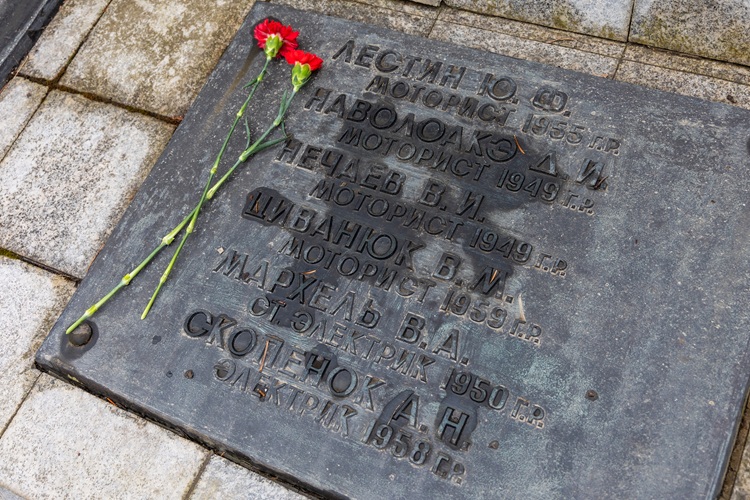 ЛЕСТИН Ю. Ф.
МОТОРИСТ 1955 Г.Р.
НАВОЛОАКЭ Д. И.
МОТОРИСТ 1949 Г.Р.
НЕЧАЕВ В. И.
МОТОРИСТ 1949 Г.Р.
ЦИВАНЮК В. М.
МОТОРИСТ 1959 Г.Р.
МАРХЕЛЬ В. А.
СТ ЭЛЕКТРИК 1950 Г.Р.
СКОПЕНОК А. Н.
ЭЛЕКТРИК 1958 Г.Р.